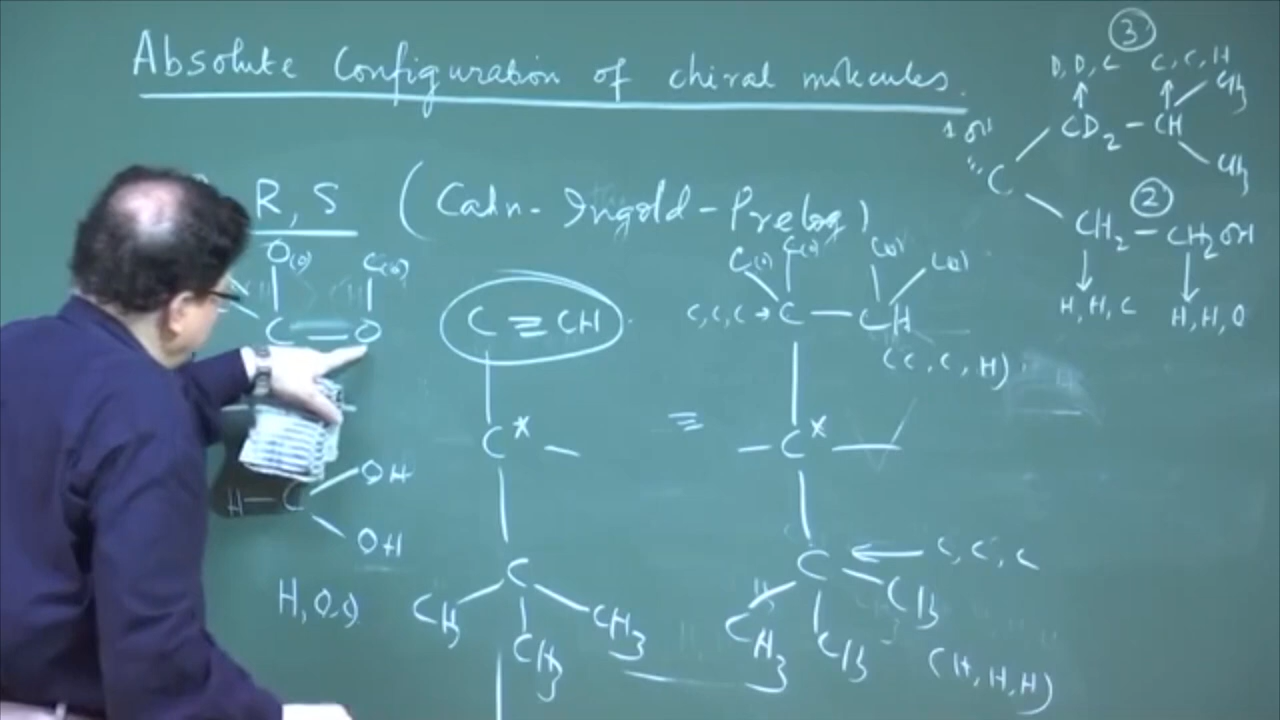 Absolute Configuration of chiral molecules.
R, S (Cahn-Ingold-Prelog)
③
D, D, C C, C, H
CH3
CD2 - CH
CH3
C
②
CH2 - CH2OH
H, H, C H, H, O
O(o) C(o)
C = O
H - C
OH
OH
H, O, O
C ≡ CH
C*
C
CH3 CH3 CH3
≡
C(o) C(o) C(o) C(o)
C, C, C → C - CH
(C, C, H)
- C* -
C ← C, C, C
CH3 CH3 CH3
(H, H, H)